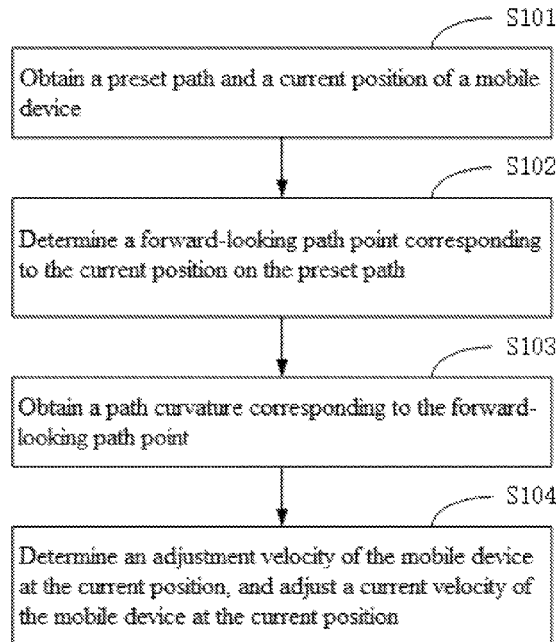 S101
Obtain a preset path and a current position of a mobile
device
S102
Determine a forward-looking path point corresponding
to the current position on the preset path
S103
Obtain a path curvature corresponding to the forward-
looking path point
S104
Determine an adjustment velocity of the mobile device
at the current position, and adjust a current velocity of
the mobile device at the current position